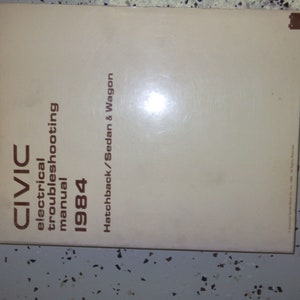 CIVIC
electrical
troubleshooting
manual
1984
Hatchback/Sedan & Wagon